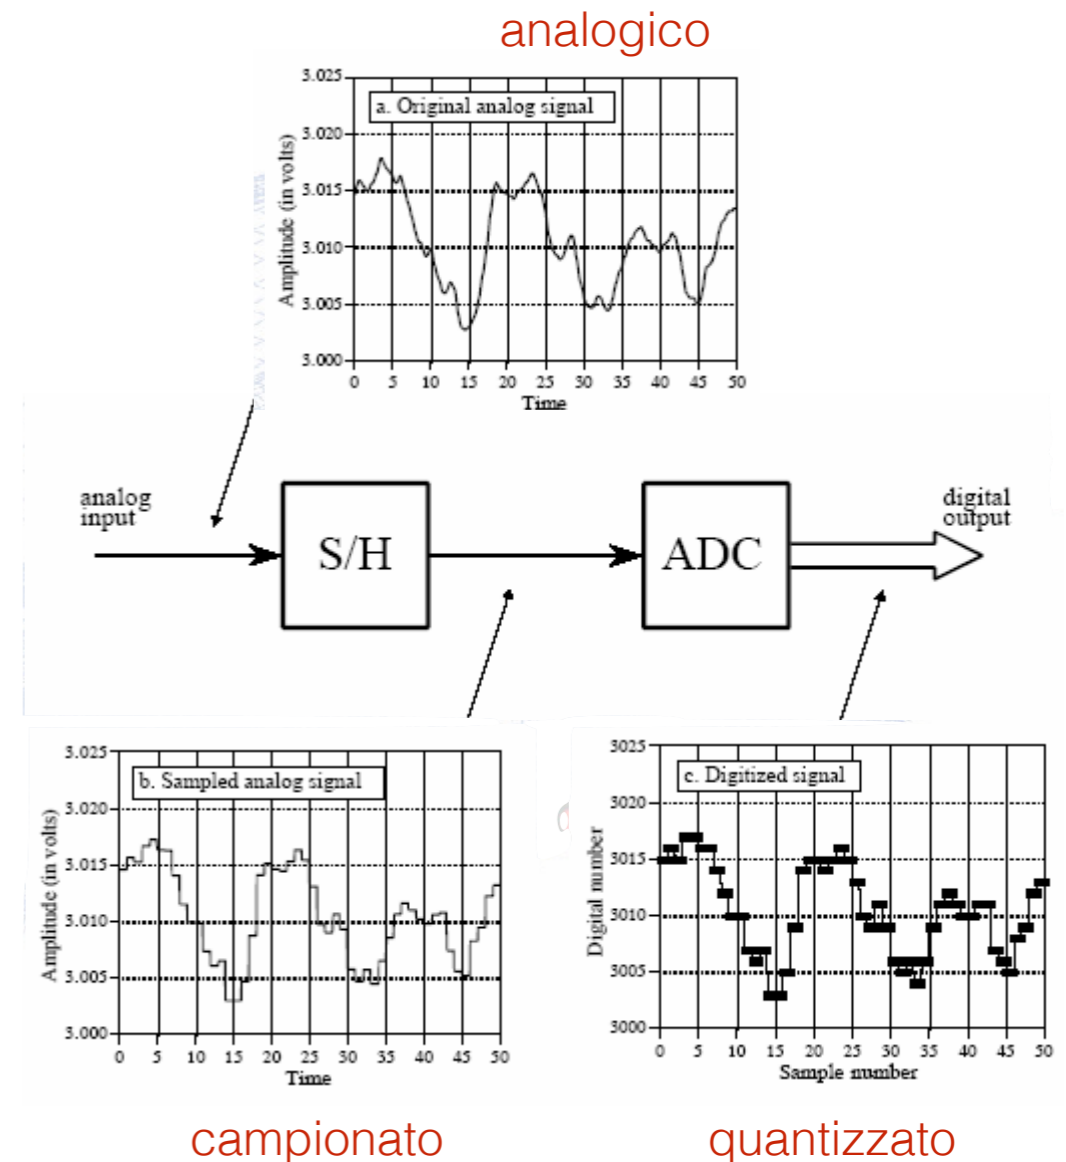 analogico
3.025
a. Original analog signal
3.020
3.015
3.010
3.005
3.000
Amplitude (in volts)
0 5 10 15 20 25 30 35 40 45 50
Time
analog
input
S/H
ADC
digital
output
3.025
b. Sampled analog signal
3.020
3.015
3.010
3.005
3.000
Amplitude (in volts)
0 5 10 15 20 25 30 35 40 45 50
Time
campionato
3025
c. Digitized signal
3020
3015
3010
3005
3000
Digital number
0 5 10 15 20 25 30 35 40 45 50
Sample number
quantizzato